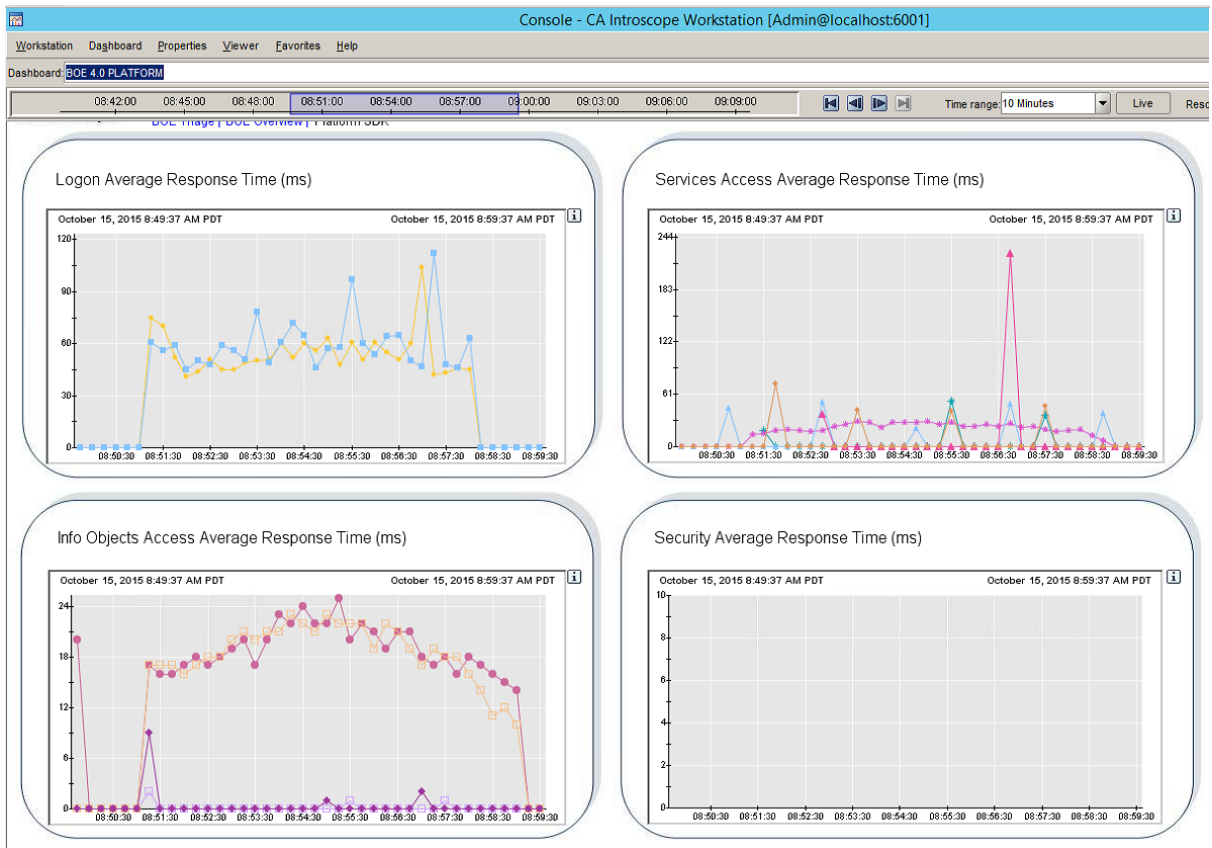 Console - CA Introscope Workstation [Admin@localhost:6001]
Workstation Dashboard Properties Viewer Favorites Help
Dashboard: BOE 4.0 PLATFORM
08:42:00 08:45:00 08:48:00 08:51:00 08:54:00 08:57:00 09:00:00 09:03:00 09:06:00 09:09:00 Time range: 10 Minutes Live Reso
BOE Triage | BOE Overview | Platform SDK
Logon Average Response Time (ms)
October 15, 2015 8:49:37 AM PDT October 15, 2015 8:59:37 AM PDT
120
90
60
30
0
08:50:30 08:51:30 08:52:30 08:53:30 08:54:30 08:55:30 08:56:30 08:57:30 08:58:30 08:59:30
Services Access Average Response Time (ms)
October 15, 2015 8:49:37 AM PDT October 15, 2015 8:59:37 AM PDT
244
183
122
61
0
08:50:30 08:51:30 08:52:30 08:53:30 08:54:30 08:55:30 08:56:30 08:57:30 08:58:30 08:59:30
Info Objects Access Average Response Time (ms)
October 15, 2015 8:49:37 AM PDT October 15, 2015 8:59:37 AM PDT
24
18
12
6
0
08:50:30 08:51:30 08:52:30 08:53:30 08:54:30 08:55:30 08:56:30 08:57:30 08:58:30 08:59:30
Security Average Response Time (ms)
October 15, 2015 8:49:37 AM PDT October 15, 2015 8:59:37 AM PDT
10
8
6
4
2
0
08:50:30 08:51:30 08:52:30 08:53:30 08:54:30 08:55:30 08:56:30 08:57:30 08:58:30 08:59:30